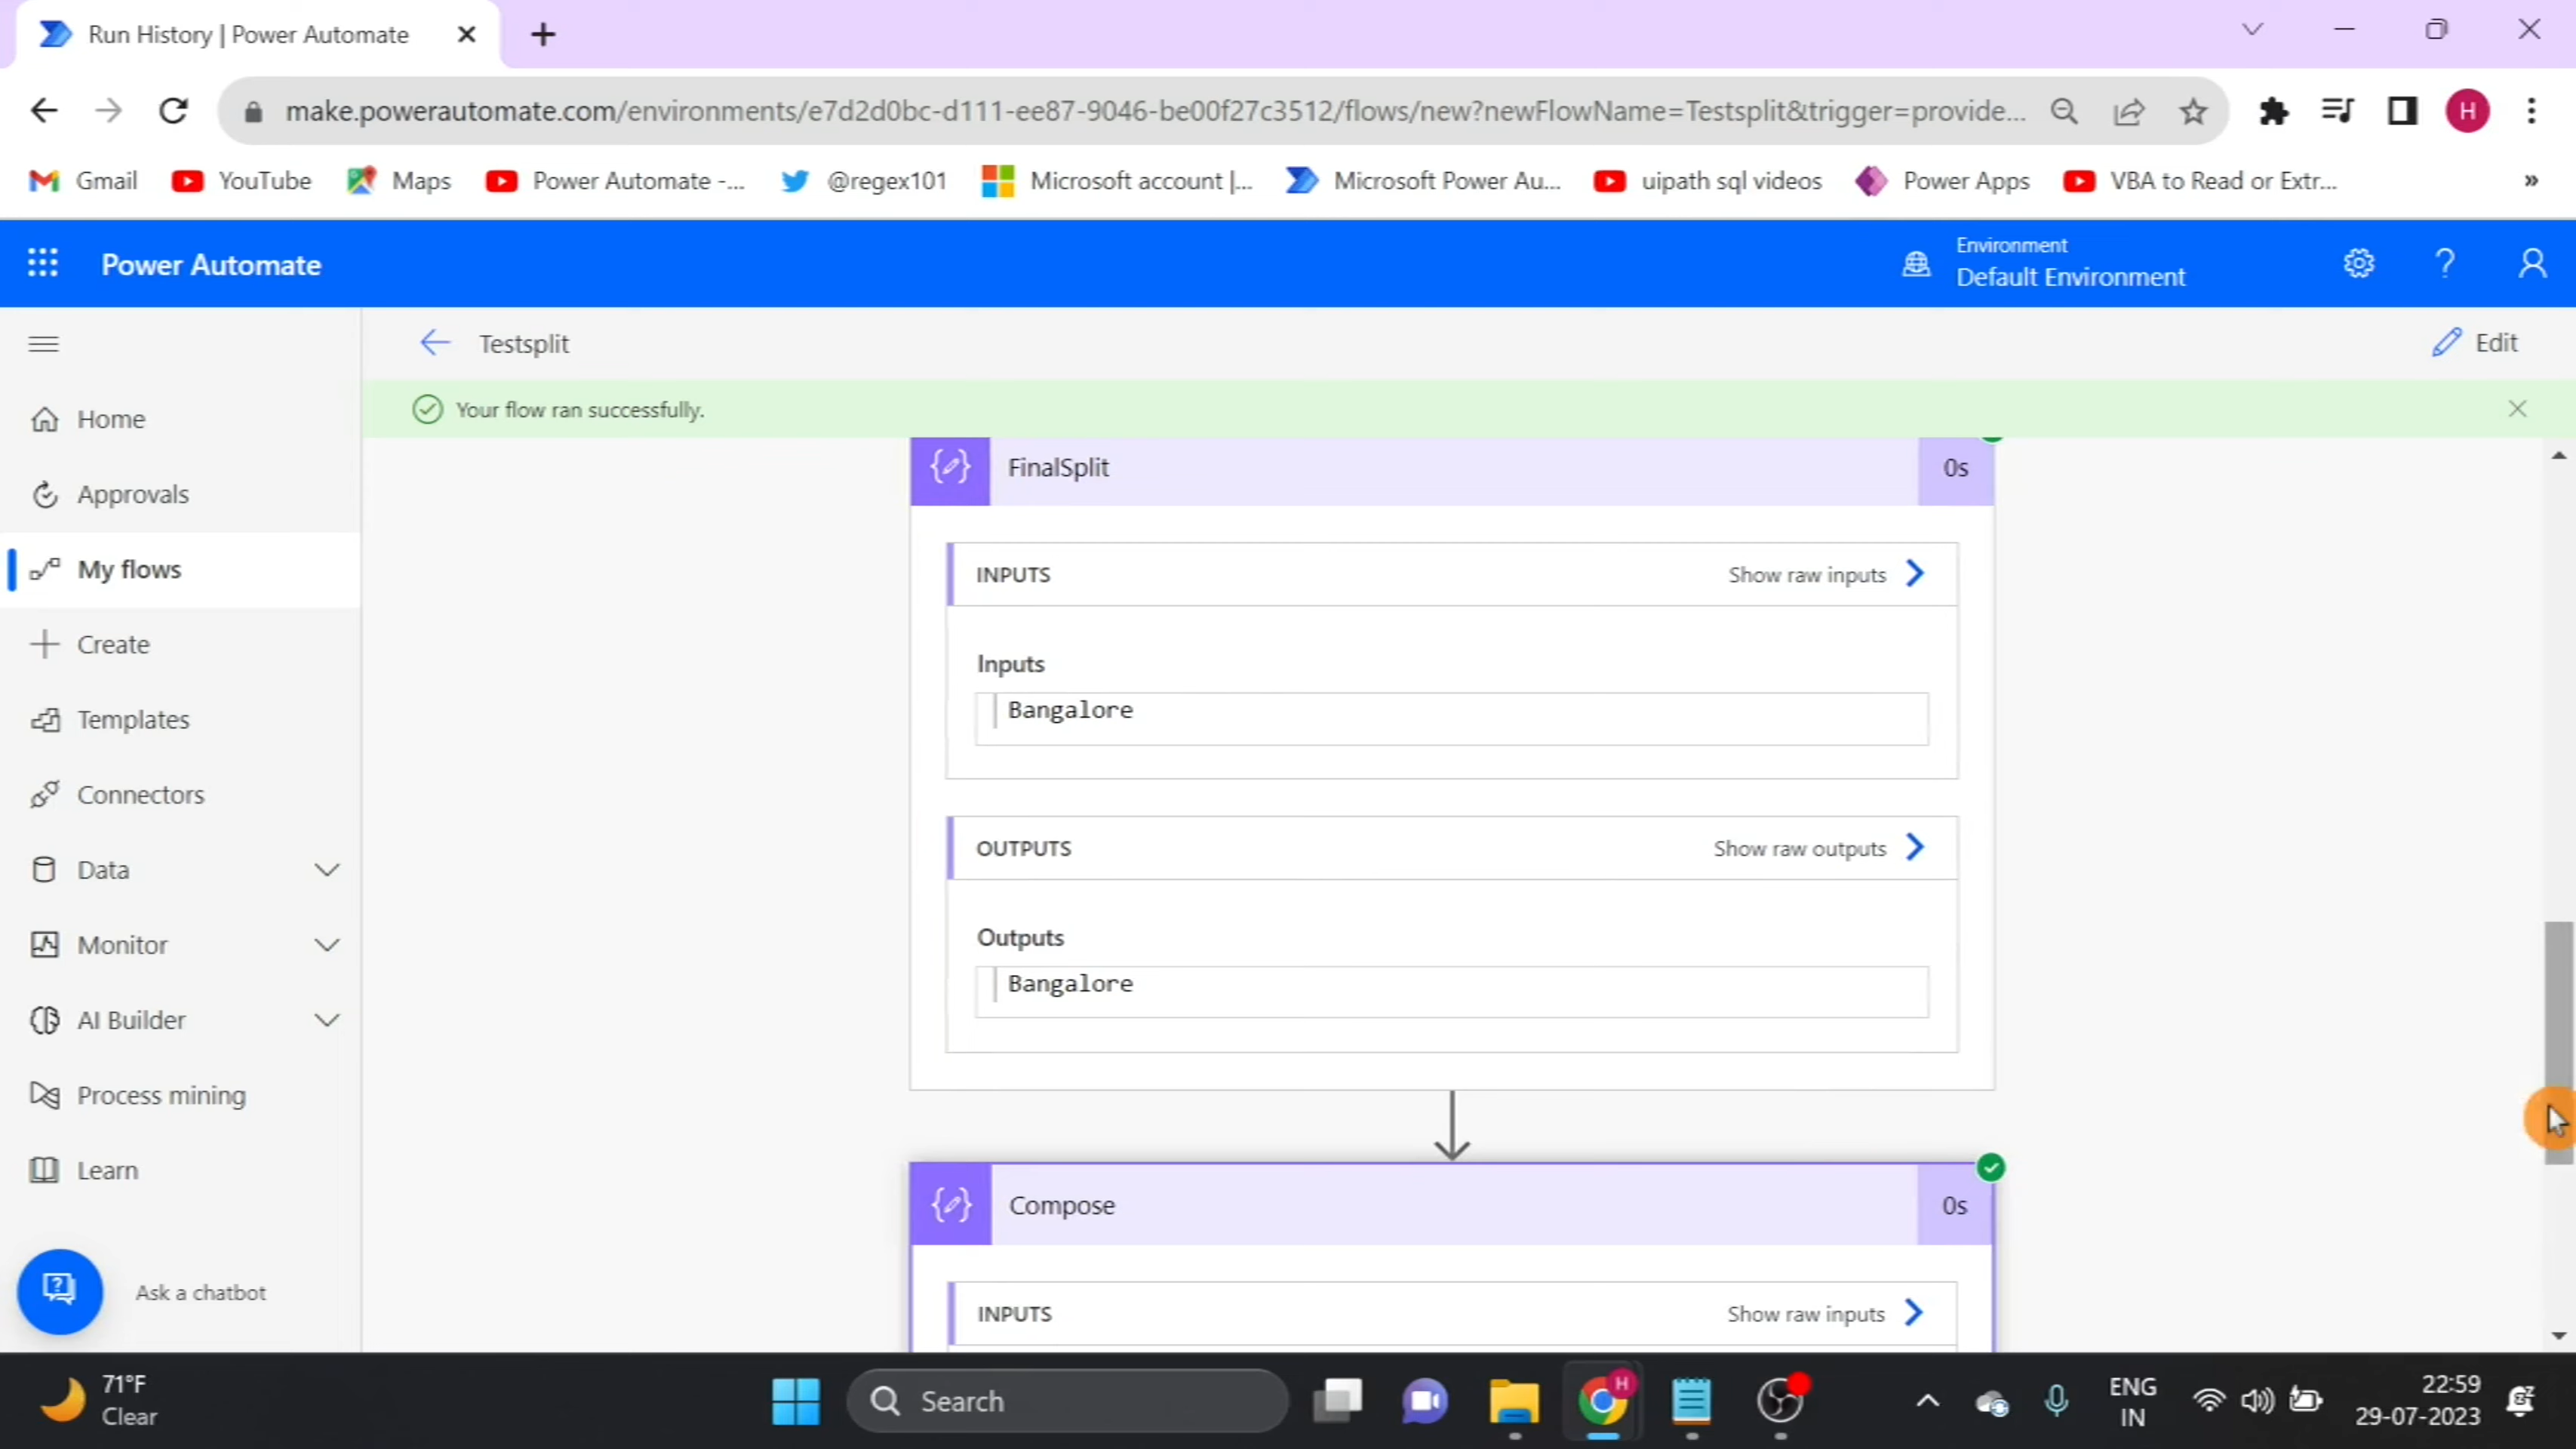 Run History | Power Automate
make.powerautomate.com/environments/e7d2d0bc-d111-ee87-9046-be00f27c3512/flows/new?newFlowName=Testsplit&trigger=provide...
H
Gmail YouTube Maps Power Automate -... @regex101 Microsoft account |... Microsoft Power Au... uipath sql videos Power Apps VBA to Read or Extr... »
Power Automate
Environment
Default Environment
?
Testsplit
Edit
Your flow ran successfully.
Home
Approvals
My flows
Create
Templates
Connectors
Data
Monitor
AI Builder
Process mining
Learn
Ask a chatbot
FinalSplit
0s
INPUTS
Show raw inputs
Inputs
Bangalore
OUTPUTS
Show raw outputs
Outputs
Bangalore
Compose
0s
INPUTS
Show raw inputs
71°F
Clear
Search
H
ENG
IN
22:59
29-07-2023